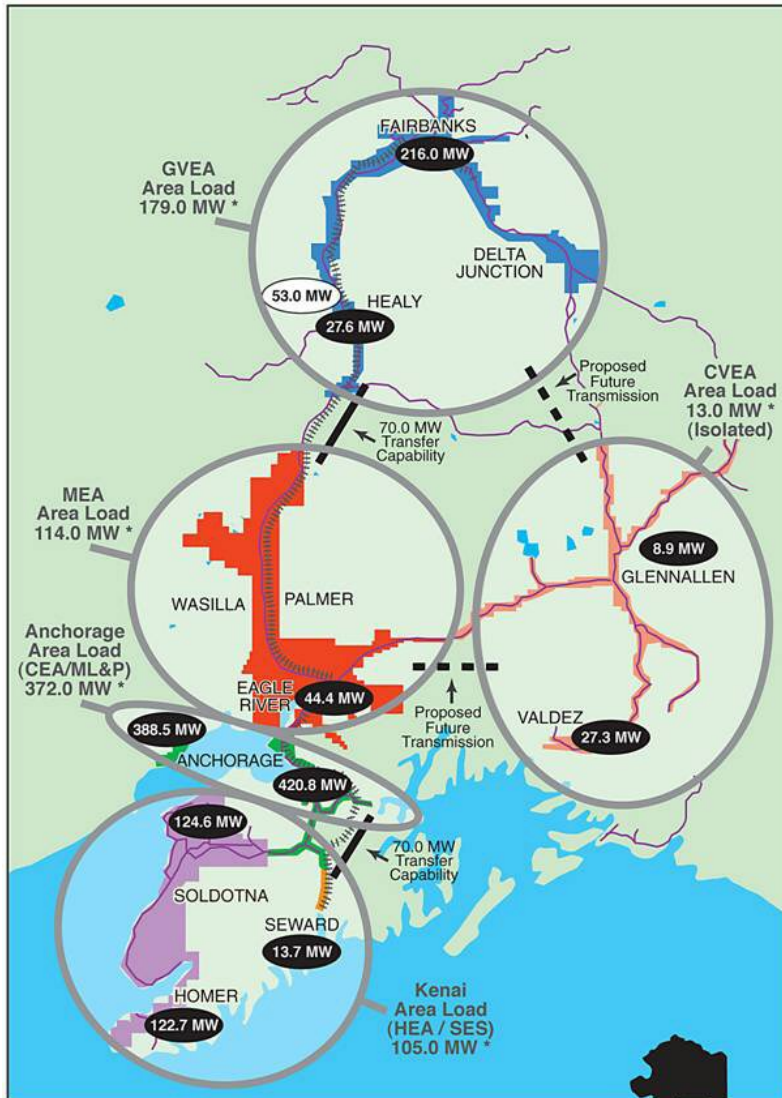 FAIRBANKS
216.0 MW
GVEA
Area Load
179.0 MW *
DELTA
JUNCTION
53.0 MW
HEALY
27.6 MW
Proposed
Future
Transmission
CVEA
Area Load
13.0 MW *
(Isolated)
70.0 MW
Transfer
Capability
MEA
Area Load
114.0 MW *
8.9 MW
GLENNALLEN
WASILLA
PALMER
Anchorage
Area Load
(CEA/ML&P)
372.0 MW *
EAGLE
RIVER
44.4 MW
Proposed
Future
Transmission
VALDEZ
27.3 MW
388.5 MW
ANCHORAGE
420.8 MW
124.6 MW
70.0 MW
Transfer
Capability
SOLDOTNA
SEWARD
13.7 MW
HOMER
122.7 MW
Kenai
Area Load
(HEA / SES)
105.0 MW *